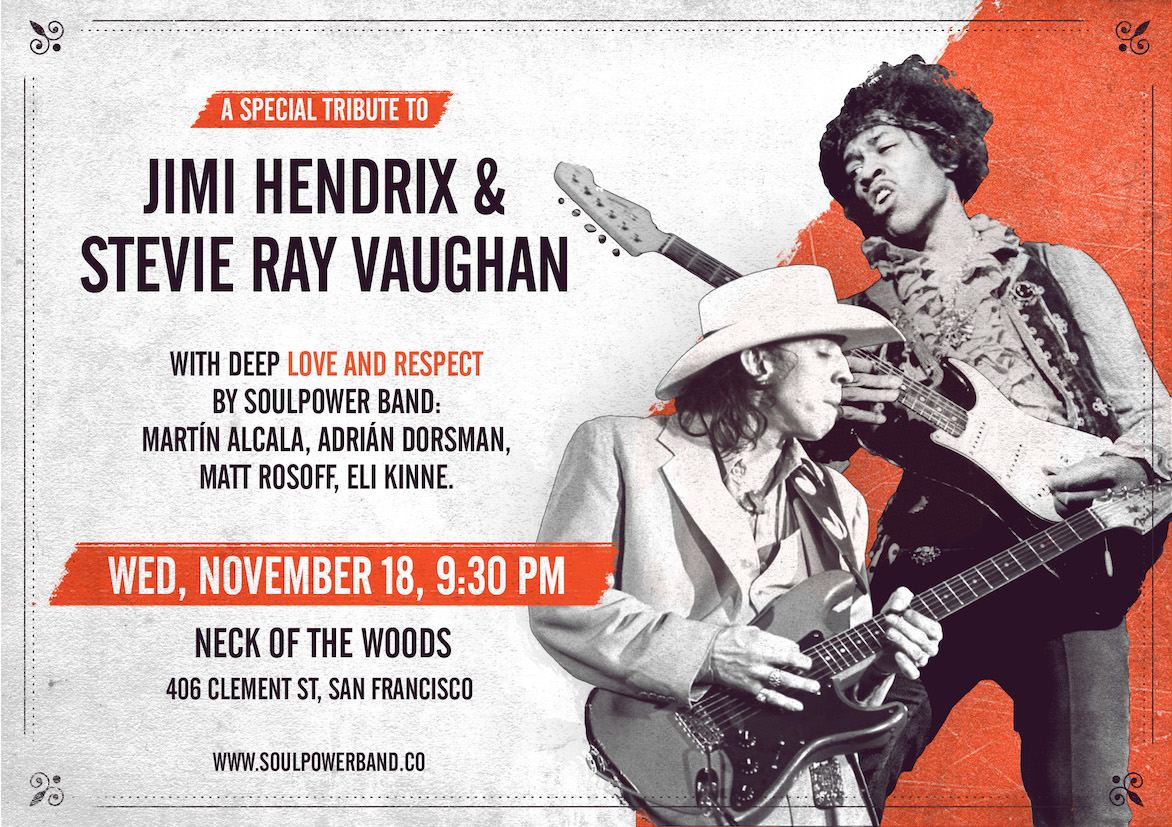 A SPECIAL TRIBUTE TO
JIMI HENDRIX &
STEVIE RAY VAUGHAN
WITH DEEP LOVE AND RESPECT
BY SOULPOWER BAND:
MARTÍN ALCALA, ADRIÁN DORSMAN,
MATT ROSOFF, ELI KINNE.
WED, NOVEMBER 18, 9:30 PM
NECK OF THE WOODS
406 CLEMENT ST, SAN FRANCISCO
WWW.SOULPOWERBAND.CO